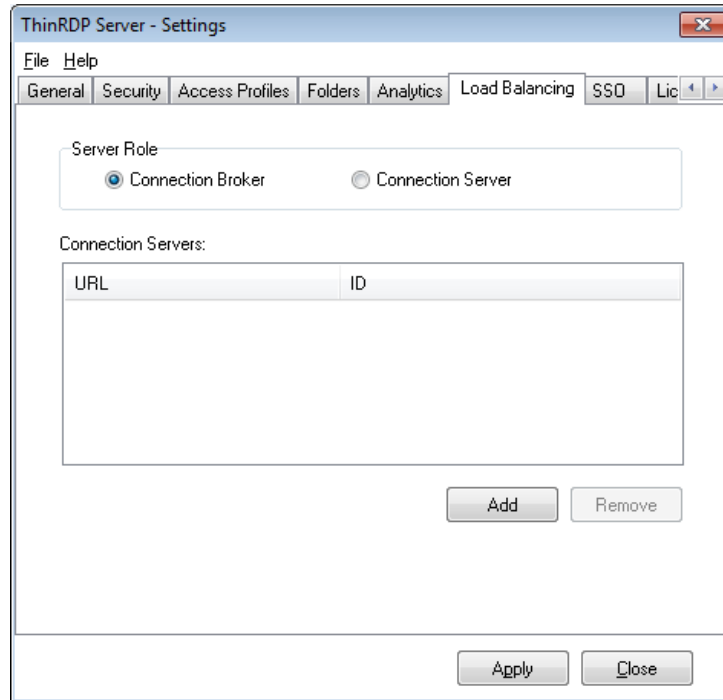 ThinRDP Server - Settings
File Help
General Security Access Profiles Folders Analytics Load Balancing SSO Lic
Server Role
Connection Broker Connection Server
Connection Servers:
URL ID
Add Remove
Apply Close